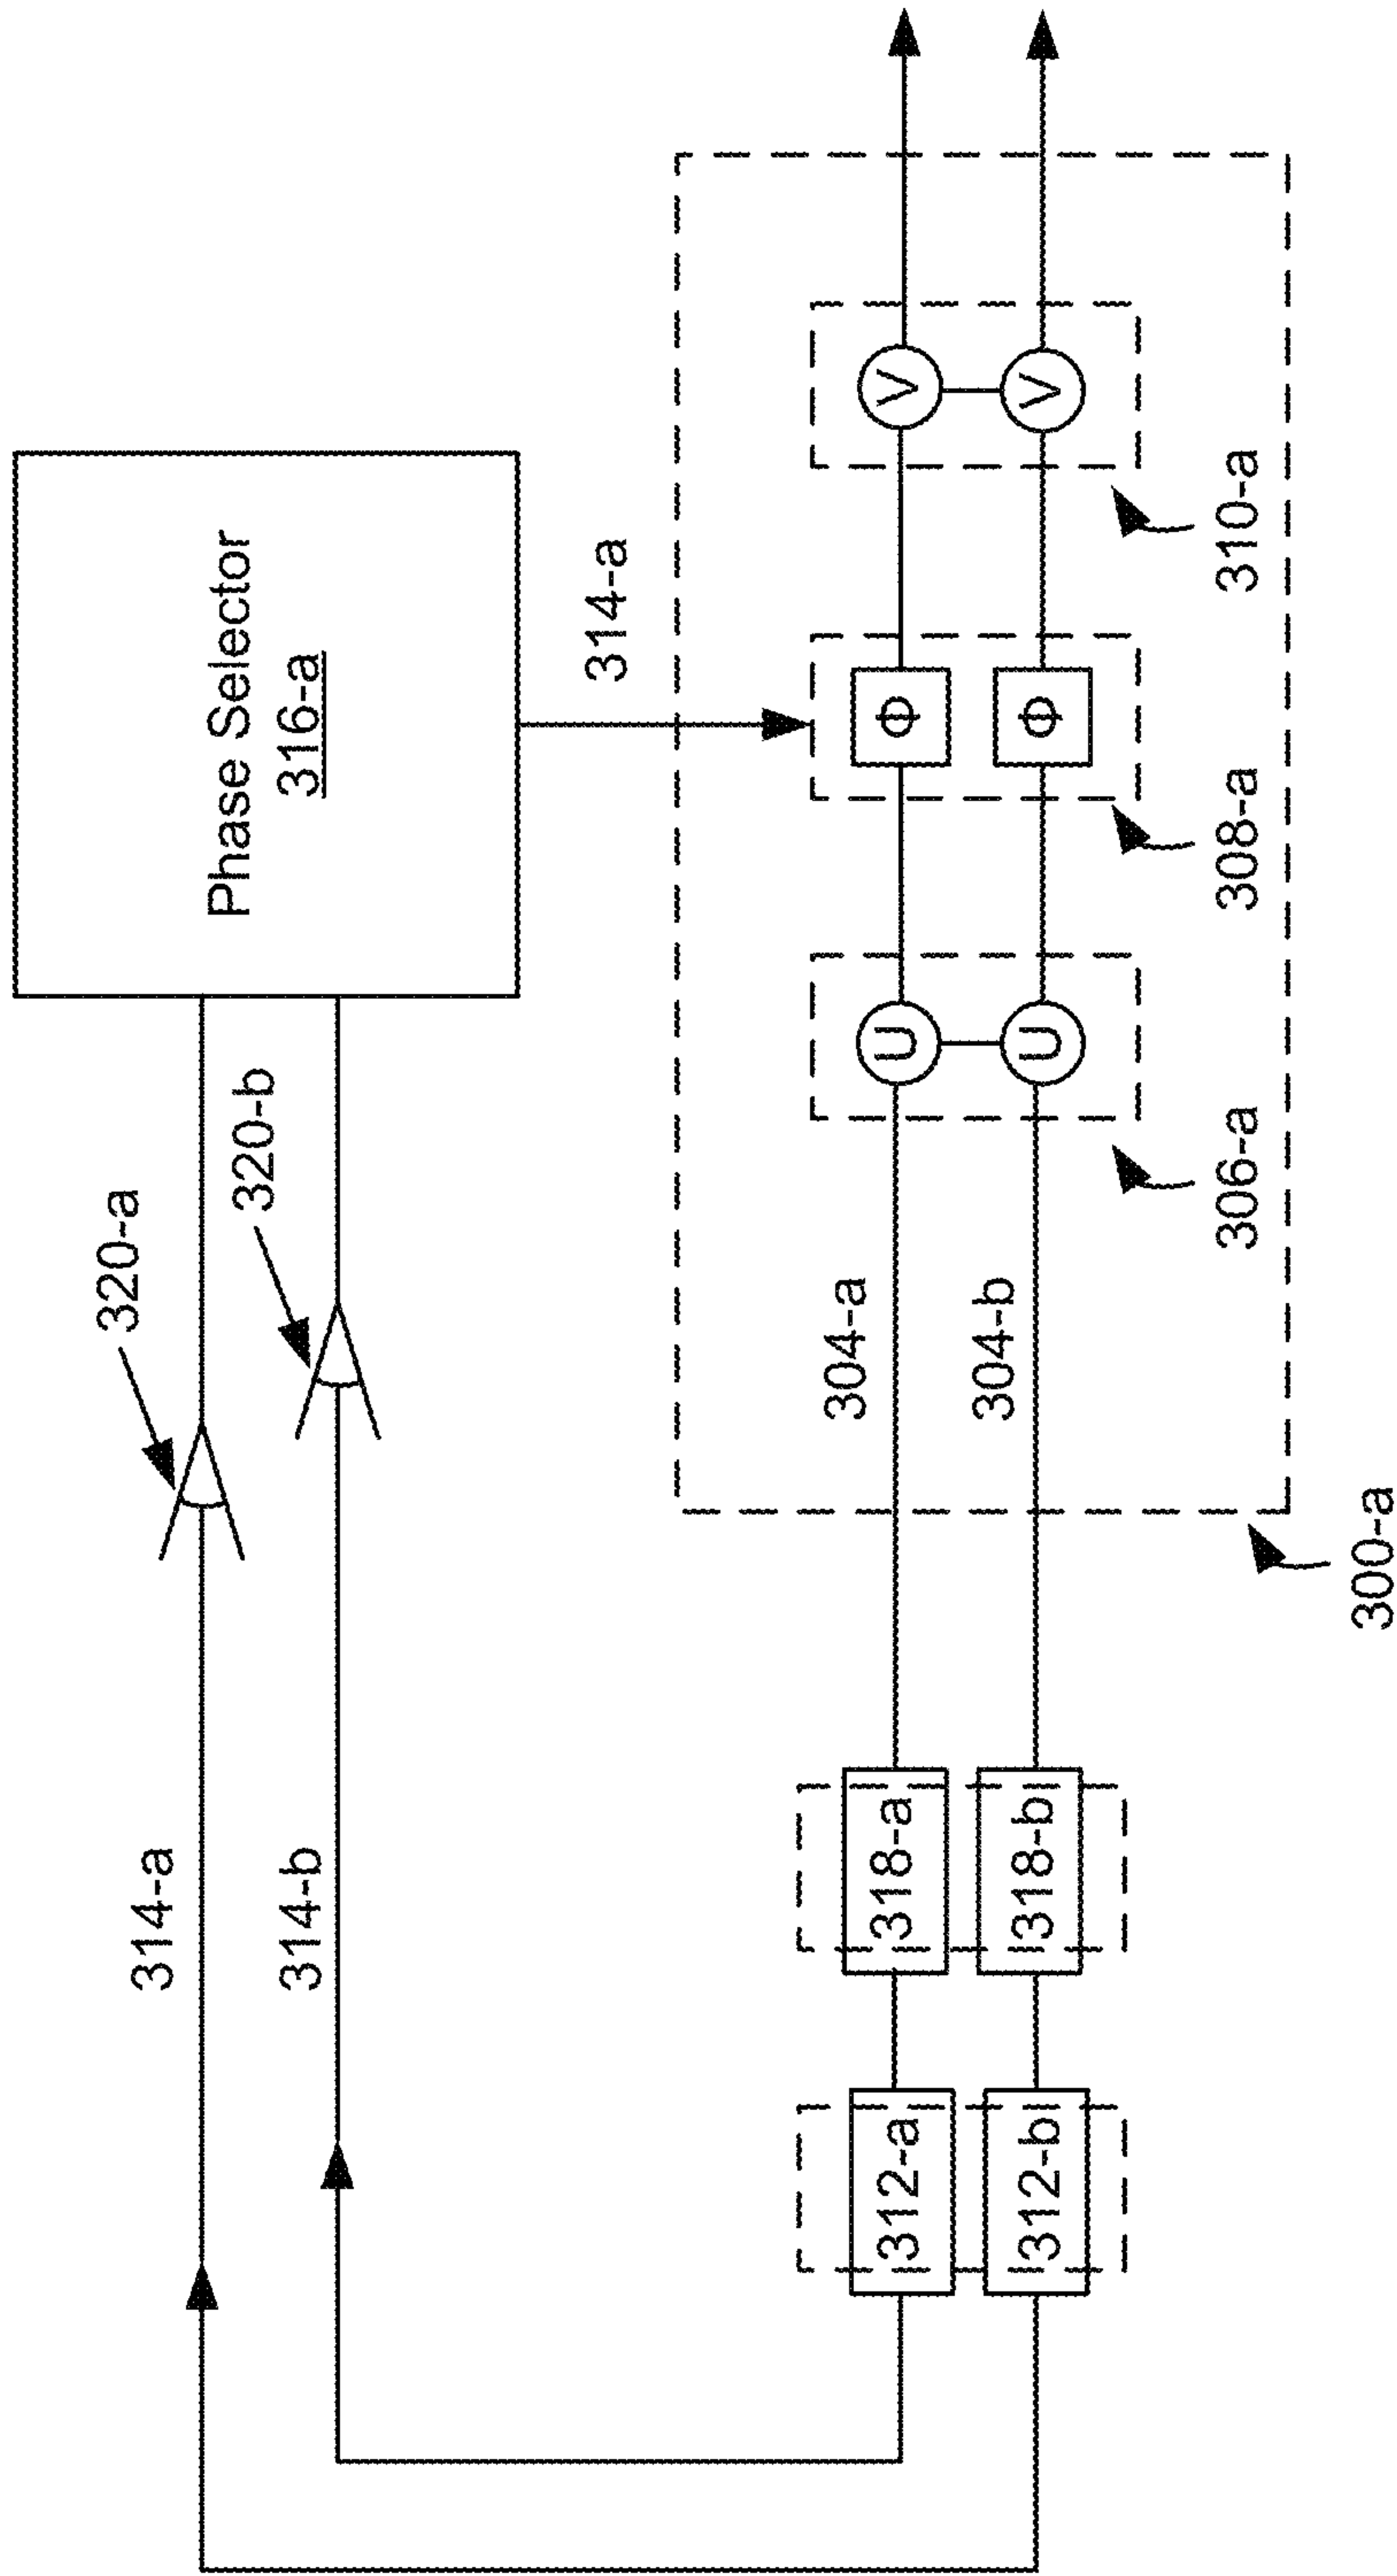 320-a
320-b
314-a
314-b
Phase Selector
316-a
314-a
312-a
312-b
318-a
318-b
304-a
304-b
U
U
Φ
Φ
V
V
306-a
308-a
310-a
300-a